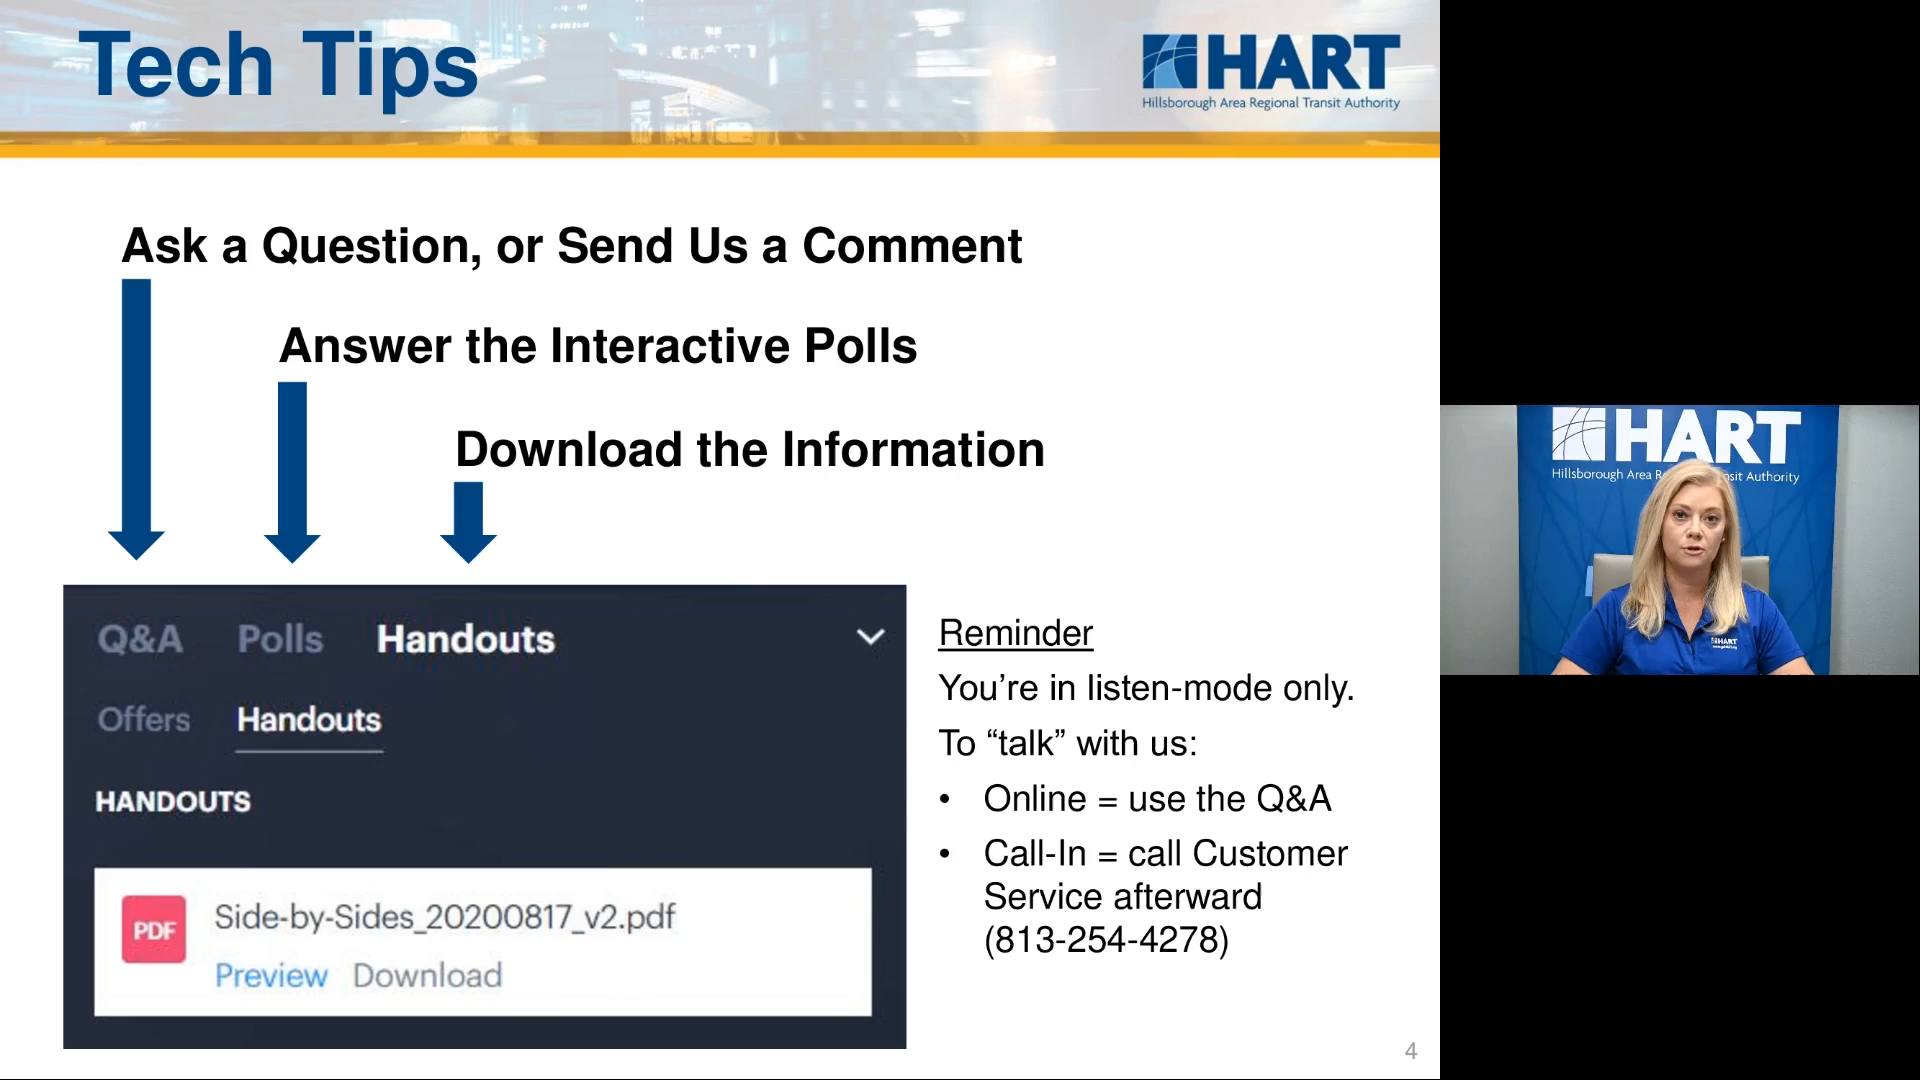 Tech Tips
HART
Hillsborough Area Regional Transit Authority
Ask a Question, or Send Us a Comment
Answer the Interactive Polls
Download the Information
Q&A Polls Handouts
Offers Handouts
HANDOUTS
PDF
Side-by-Sides_20200817_v2.pdf
Preview Download
Reminder
You’re in listen-mode only.
To “talk” with us:
• Online = use the Q&A
• Call-In = call Customer
Service afterward
(813-254-4278)
4
HART
Hillsborough Area R sit Authority
HART